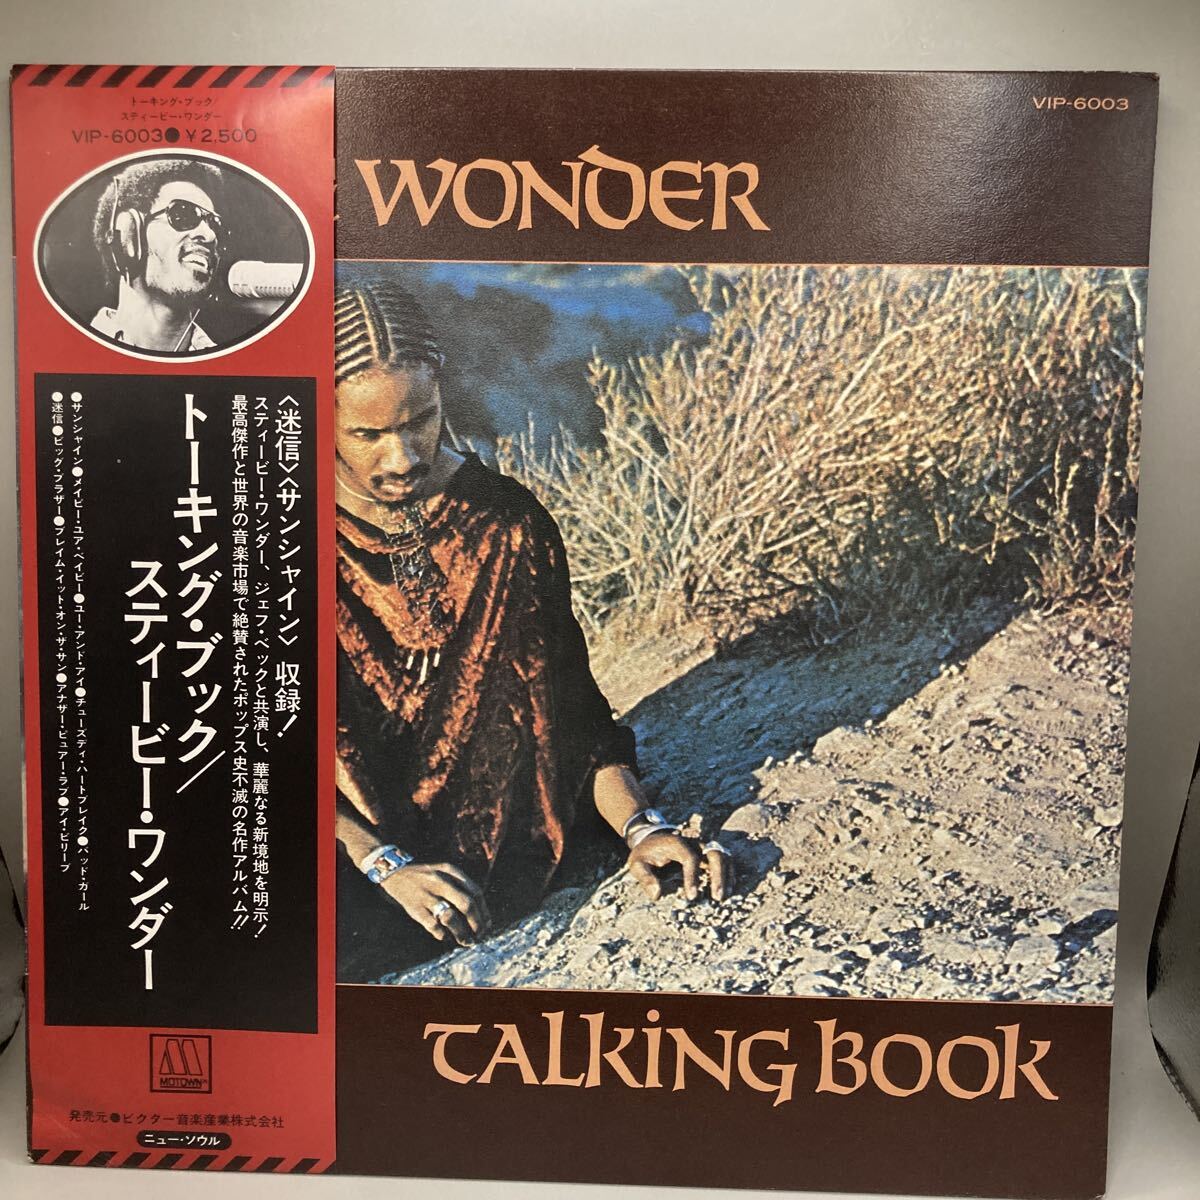 トーキング・ブック/
スティービー・ワンダー
VIP-6003●¥2,500
〈迷信〉〈サンシャイン〉収録!
スティービー・ワンダー、ジェフ・ベックと共演し、華麗なる新境地を明示!
最高傑作と世界の音楽市場で絶賛されたポップス史不滅の名作アルバム!!
トーキング・ブック/
スティービー・ワンダー
●サンシャイン●メイビー・ユア・ベイビー●ユー・アンド・アイ●チューズデイ・ハートブレイク●バッド・ガール
●迷信●ビッグ・ブラザー●ブレイム・イット・オン・ザ・サン●アナザー・ピュアー・ラブ●アイ・ビリーブ
MOTOWN
発売元●ビクター音楽産業株式会社
ニュー・ソウル
VIP-6003
WONDER
TALKING BOOK